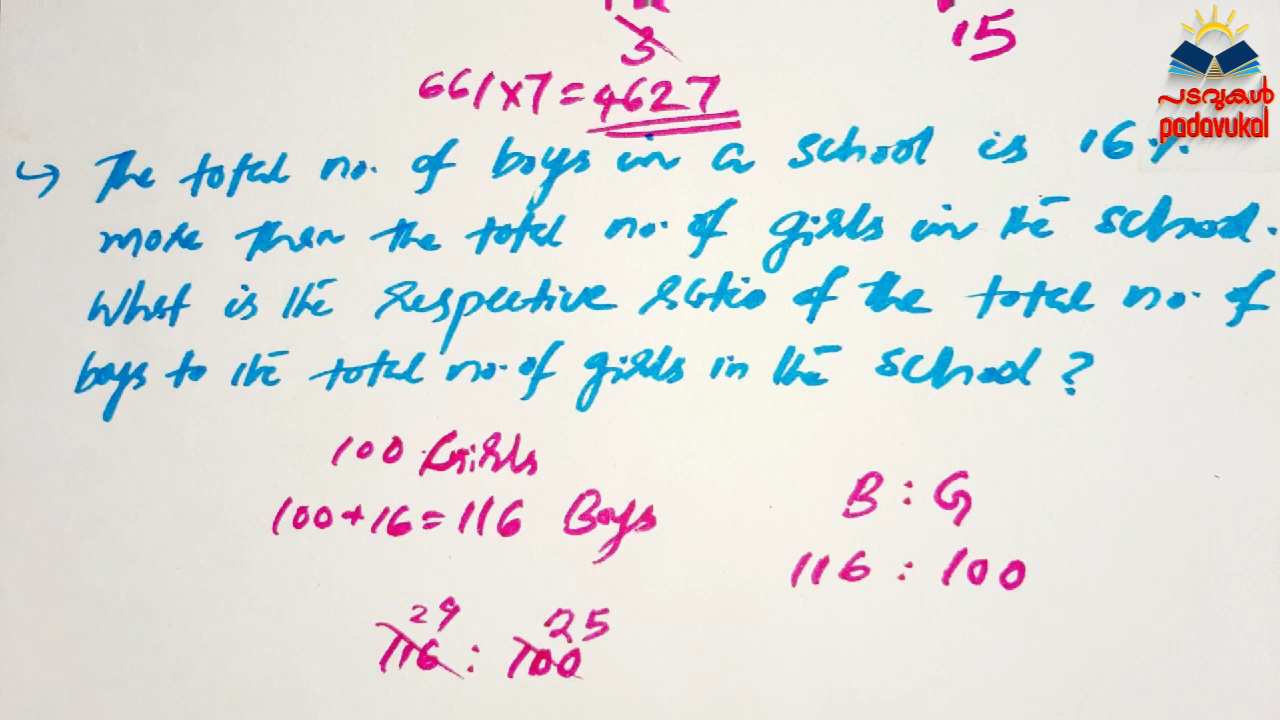 3
15
661x7=4627
പടവുകൾ
padavukal
→ The total no. of boys in a school is 16%
more than the total no. of girls in the school.
What is the respective ratio of the total no. of
boys to the total no. of girls in the school?
100 Girls
100+16=116 Boys
B : G
116 : 100
29 25
116 : 100